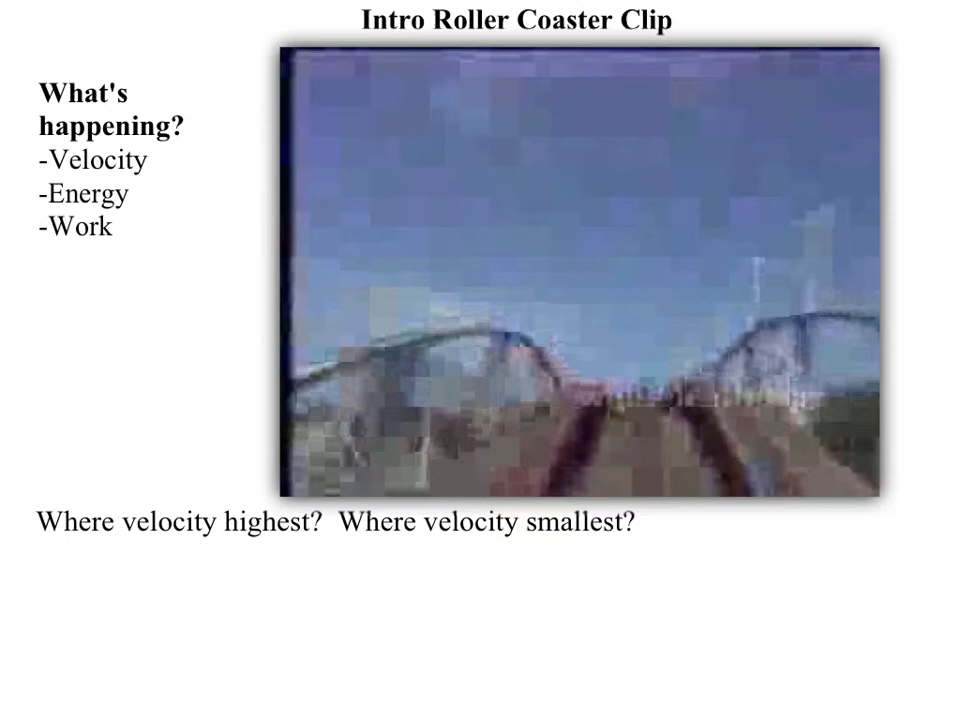 Intro Roller Coaster Clip
What's
happening?
-Velocity
-Energy
-Work
Where velocity highest?  Where velocity smallest?